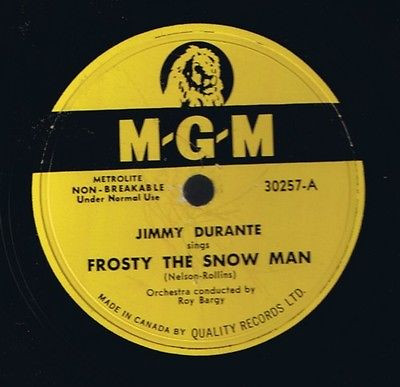 M-G-M
METROLITE
NON-BREAKABLE
Under Normal Use
30257-A
JIMMY DURANTE
sings
FROSTY THE SNOW MAN
(Nelson-Rollins)
Orchestra conducted by
Roy Bargy
MADE IN CANADA BY QUALITY RECORDS LTD.